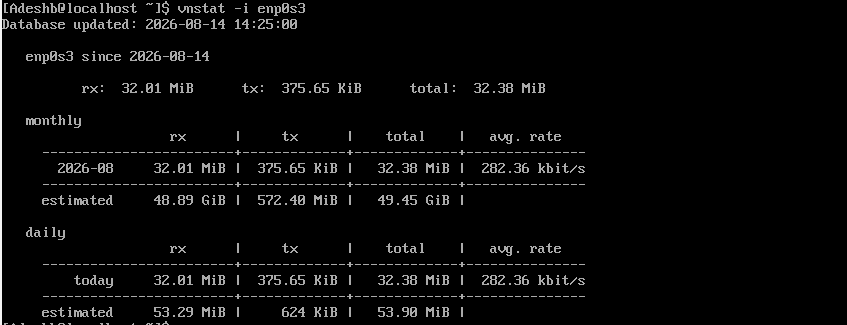 [Adeshb@localhost ~]$ vnstat -i enp0s3
Database updated: 2026-08-14 14:25:00

   enp0s3 since 2026-08-14

          rx:  32.01 MiB      tx:  375.65 KiB      total:  32.38 MiB

   monthly
                     rx      |     tx      |    total    |   avg. rate
     ------------------------+-------------+-------------+---------------
       2026-08     32.01 MiB |  375.65 KiB |   32.38 MiB |  282.36 kbit/s
     ------------------------+-------------+-------------+---------------
     estimated     48.89 GiB |  572.40 MiB |   49.45 GiB |

   daily
                     rx      |     tx      |    total    |   avg. rate
     ------------------------+-------------+-------------+---------------
         today     32.01 MiB |  375.65 KiB |   32.38 MiB |  282.36 kbit/s
     ------------------------+-------------+-------------+---------------
     estimated     53.29 MiB |     624 KiB |   53.90 MiB |
[Adeshb@localhost ~]$